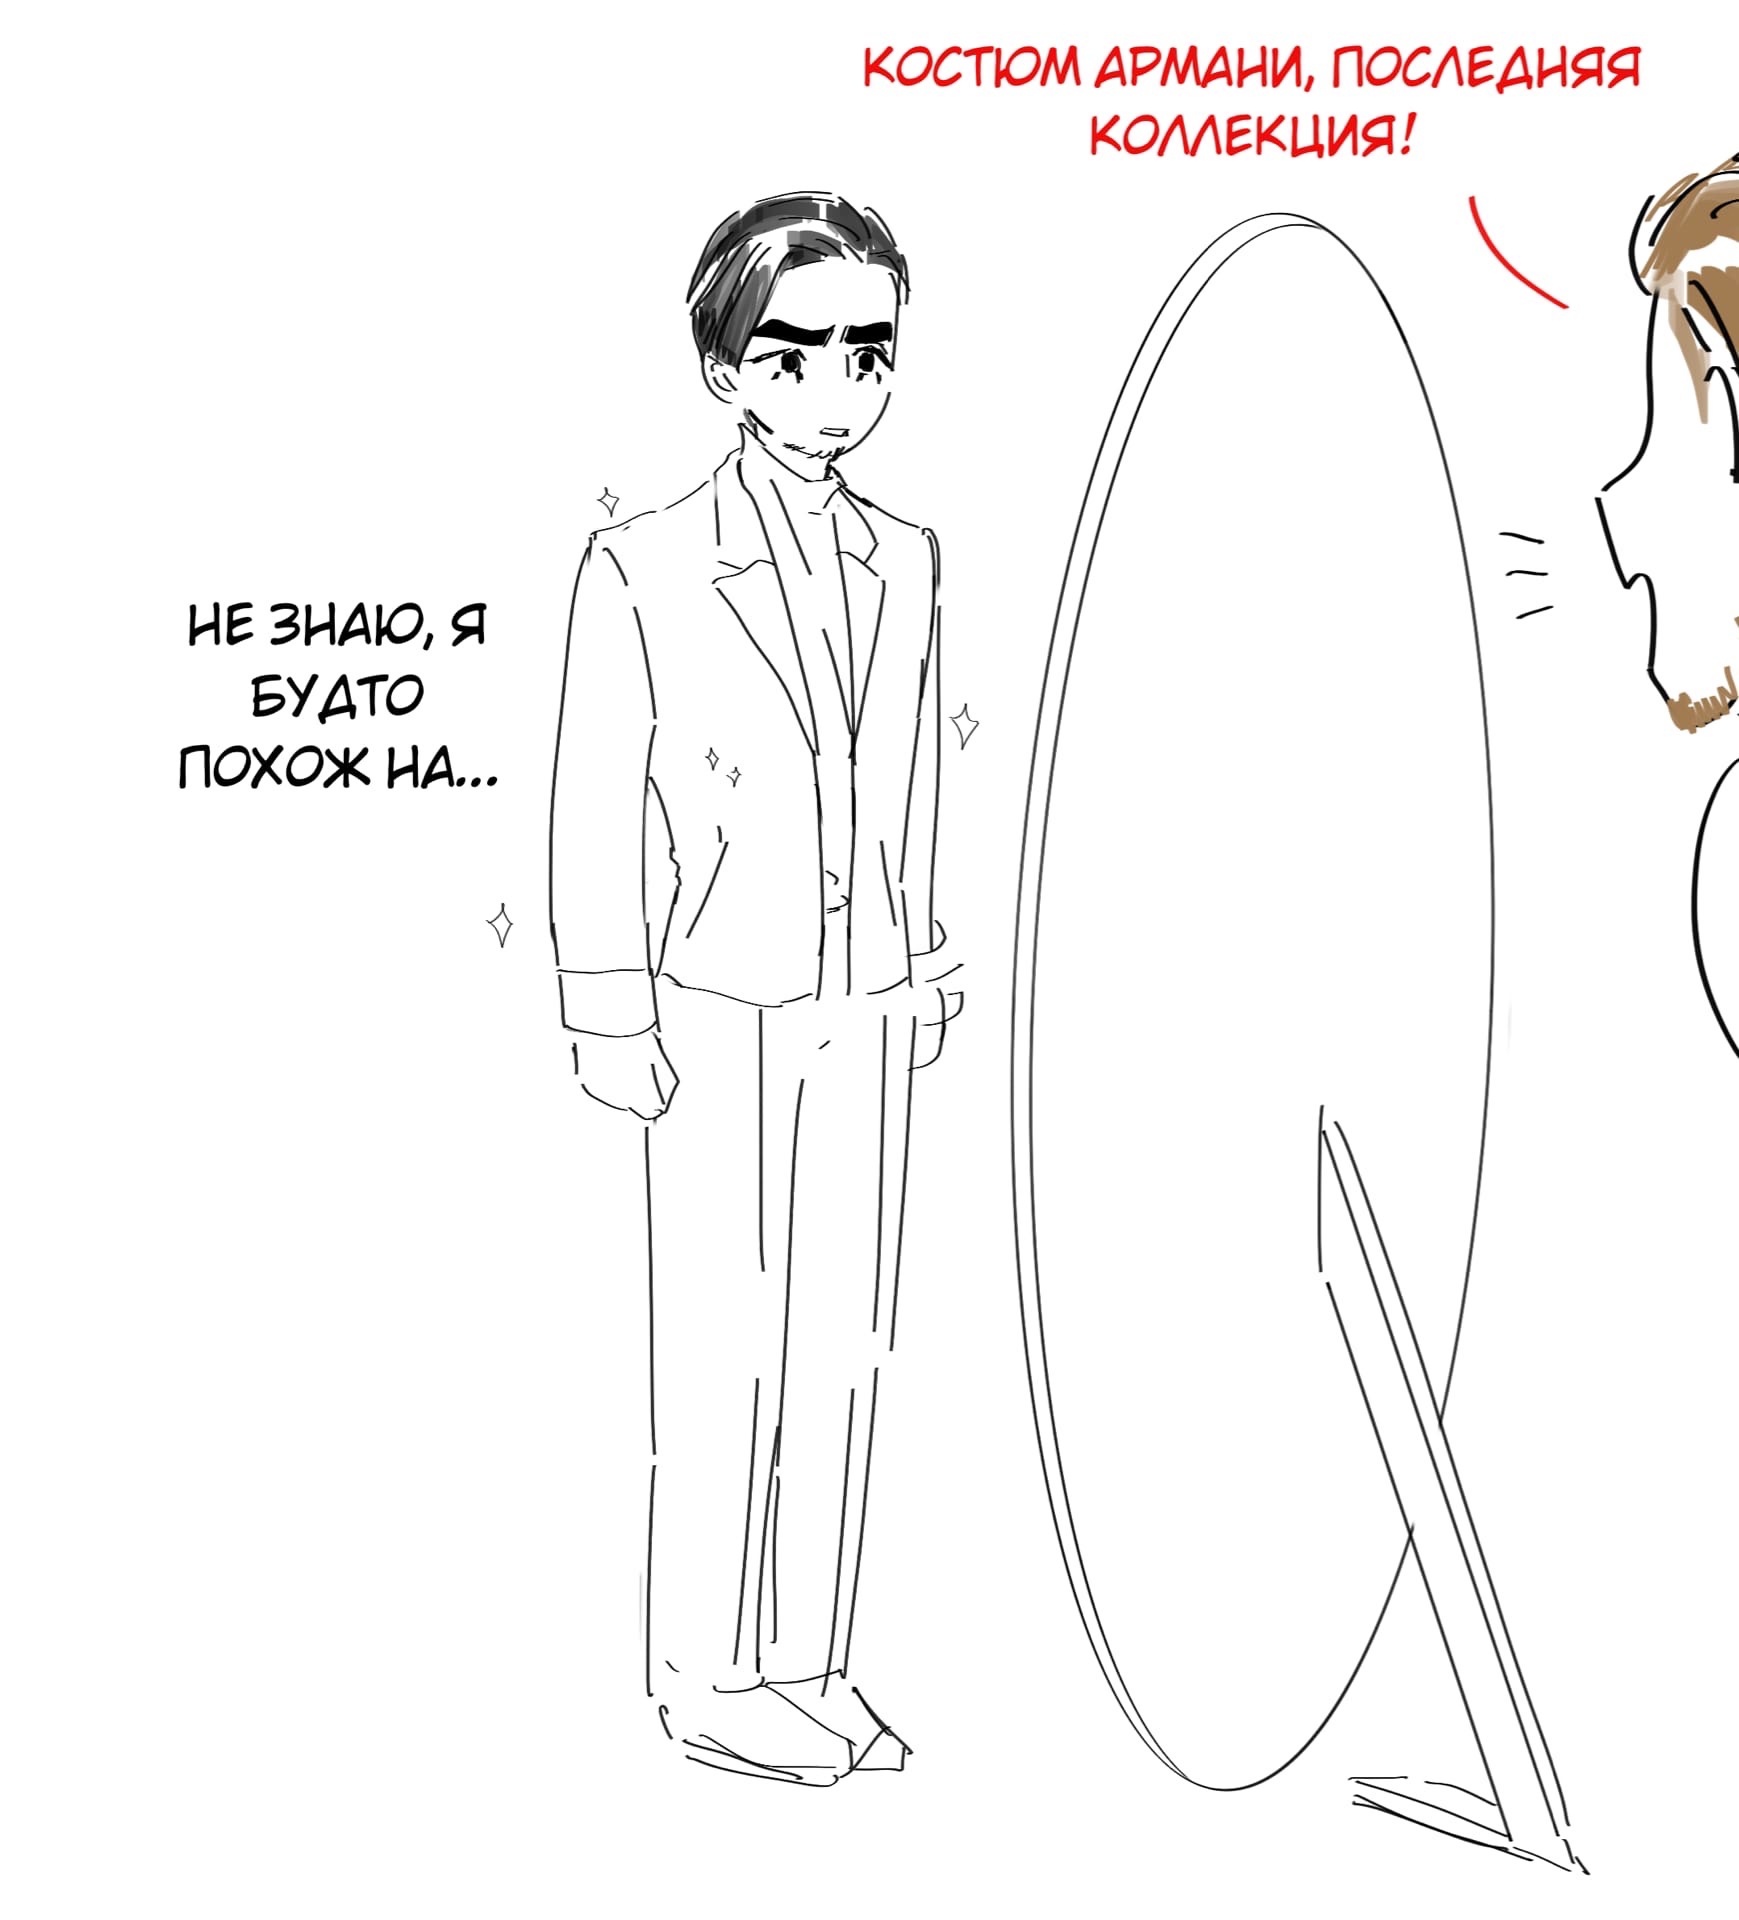 КОСТЮМ АРМАНИ, ПОСЛЕДНЯЯ
КОЛЛЕКЦИЯ!
НЕ ЗНАЮ, Я
БУДТО
ПОХОЖ НА...